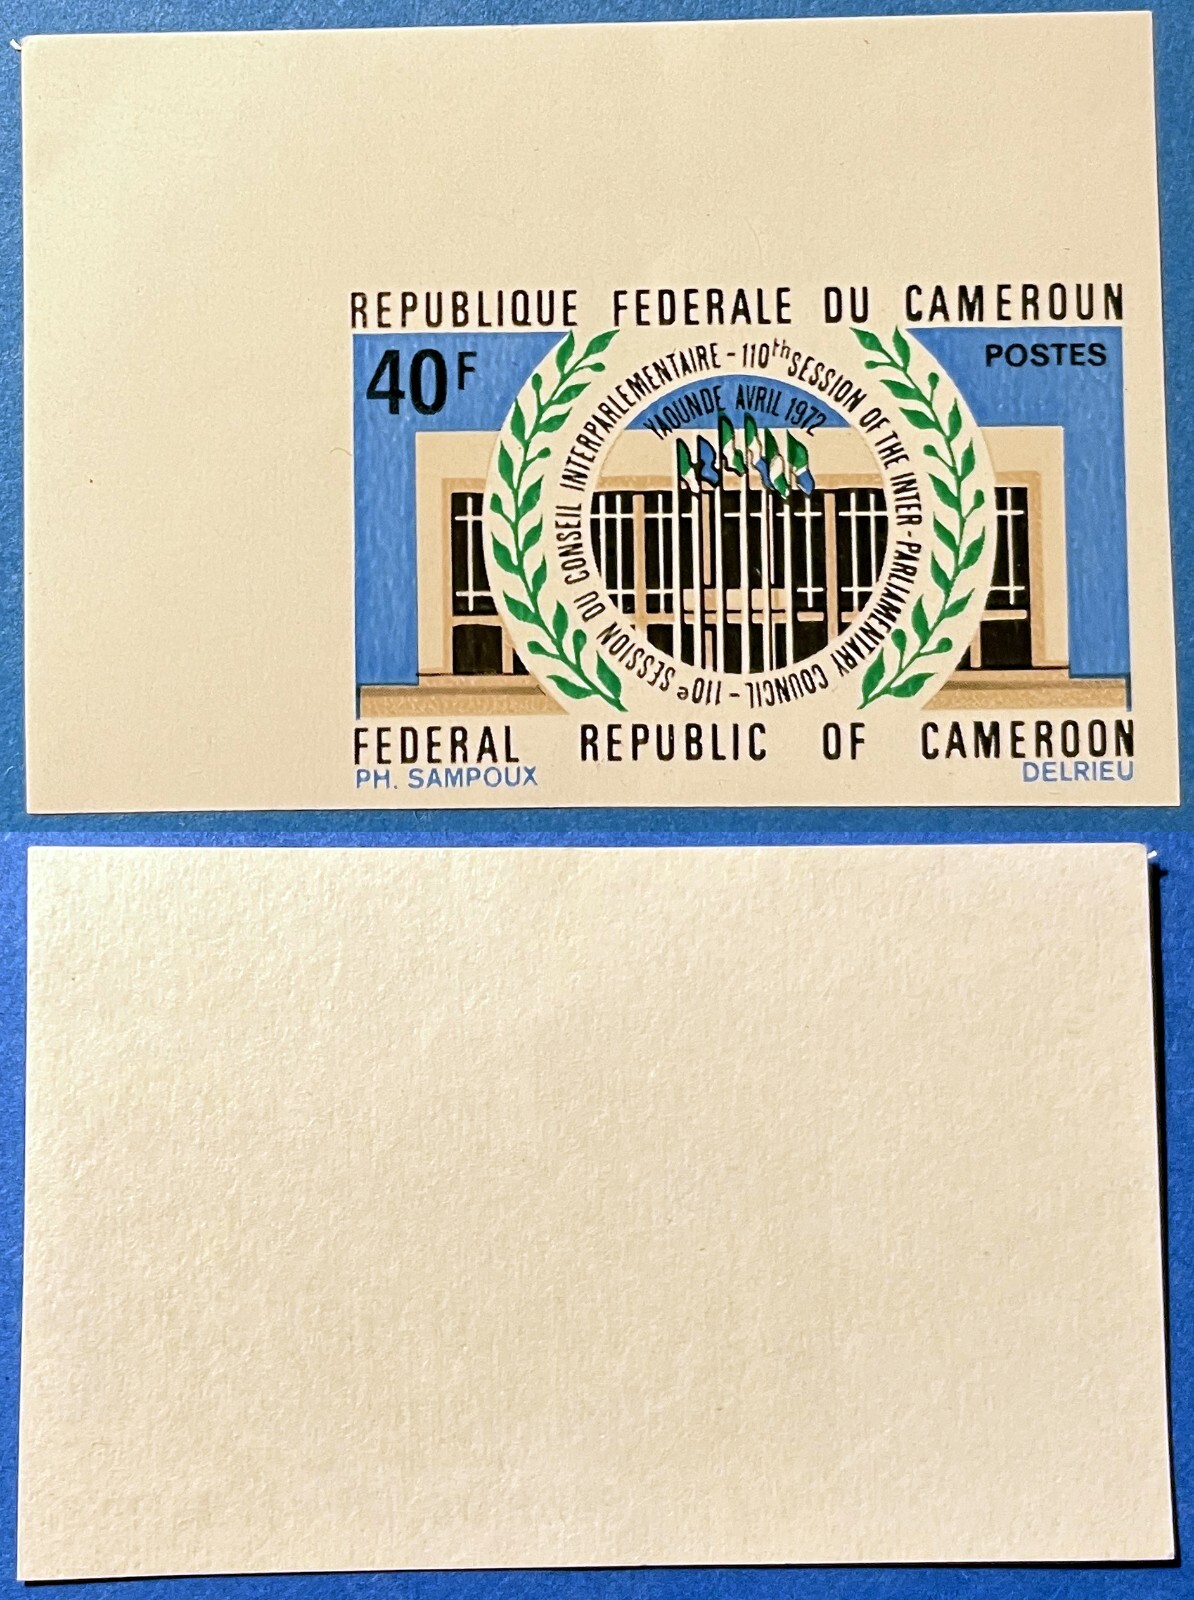 REPUBLIQUE FEDERALE DU CAMEROUN
40F
POSTES
110e SESSION DU CONSEIL INTERPARLEMENTAIRE - 110th SESSION OF THE INTER-PARLIAMENTARY COUNCIL -
YAOUNDE AVRIL 1972
FEDERAL REPUBLIC OF CAMEROON
PH. SAMPOUX
DELRIEU